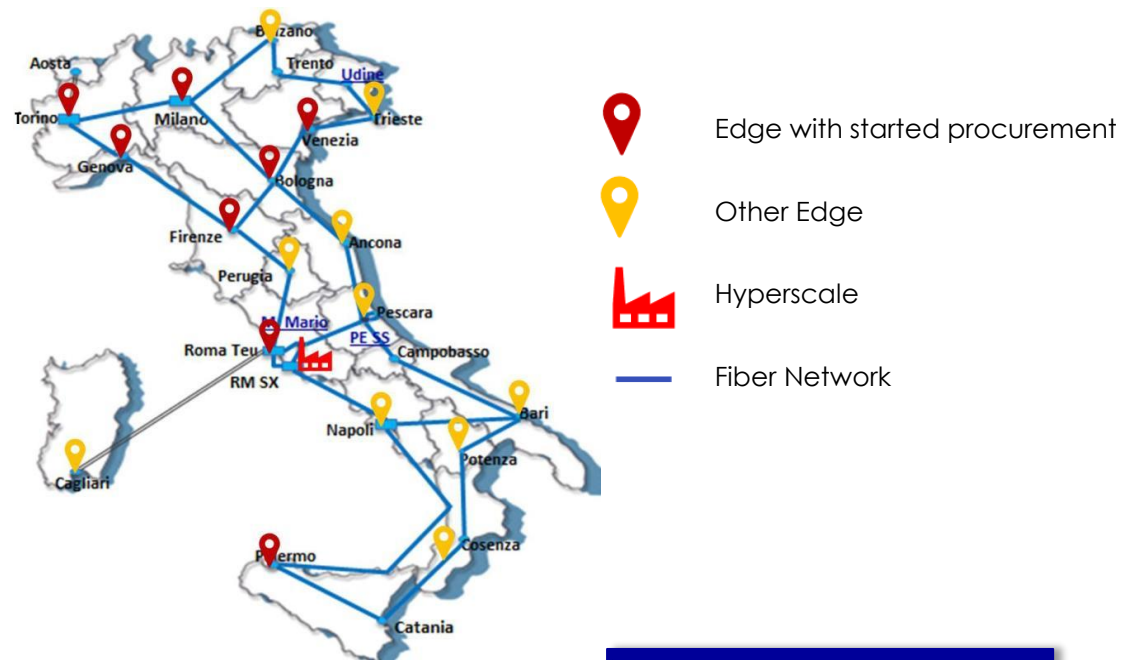 Bolzano
Aosta
Trento
Udine
Torino
Milano
Trieste
Venezia
Genova
Bologna
Firenze
Ancona
Perugia
Pescara
M. Mario
PE SS
Roma Teu
Campobasso
RM SX
Napoli
Bari
Potenza
Cagliari
Cosenza
Palermo
Catania
Edge with started procurement
Other Edge
Hyperscale
Fiber Network